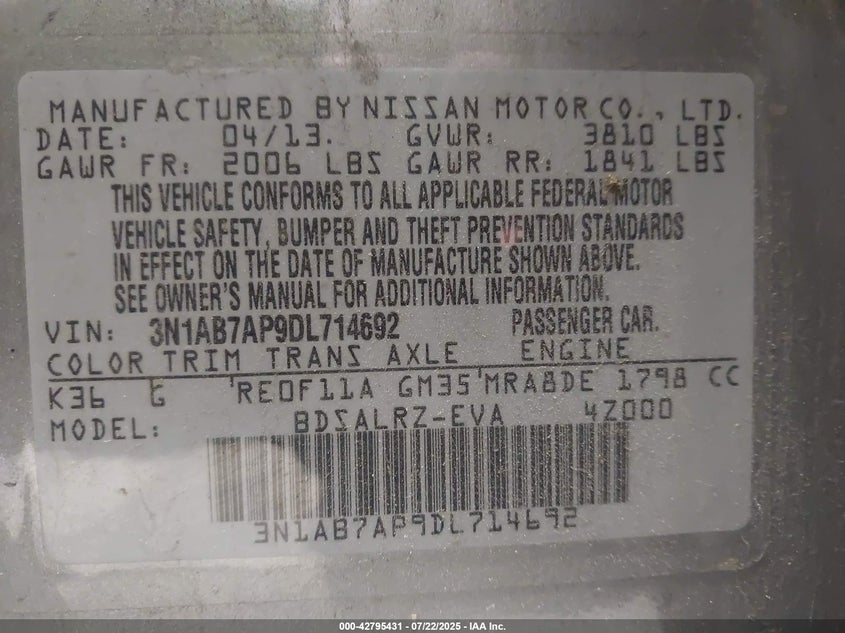 MANUFACTURED BY NISSAN MOTOR CO., LTD.
DATE: 04/13. GVWR: 3810 LBS
GAWR FR: 2006 LBS GAWR RR: 1841 LBS
THIS VEHICLE CONFORMS TO ALL APPLICABLE FEDERAL MOTOR
VEHICLE SAFETY, BUMPER AND THEFT PREVENTION STANDARDS
IN EFFECT ON THE DATE OF MANUFACTURE SHOWN ABOVE.
SEE OWNER'S MANUAL FOR ADDITIONAL INFORMATION.
VIN: 3N1AB7AP9DL714692 PASSENGER CAR.
COLOR TRIM TRANS AXLE ENGINE
K36 G 'RE0F11A GM35'MRA8DE 1798 CC
MODEL: BDSALRZ-EVA 4Z000
3N1AB7AP9DL714692
000-42795431 - 07/22/2025 - IAA Inc.